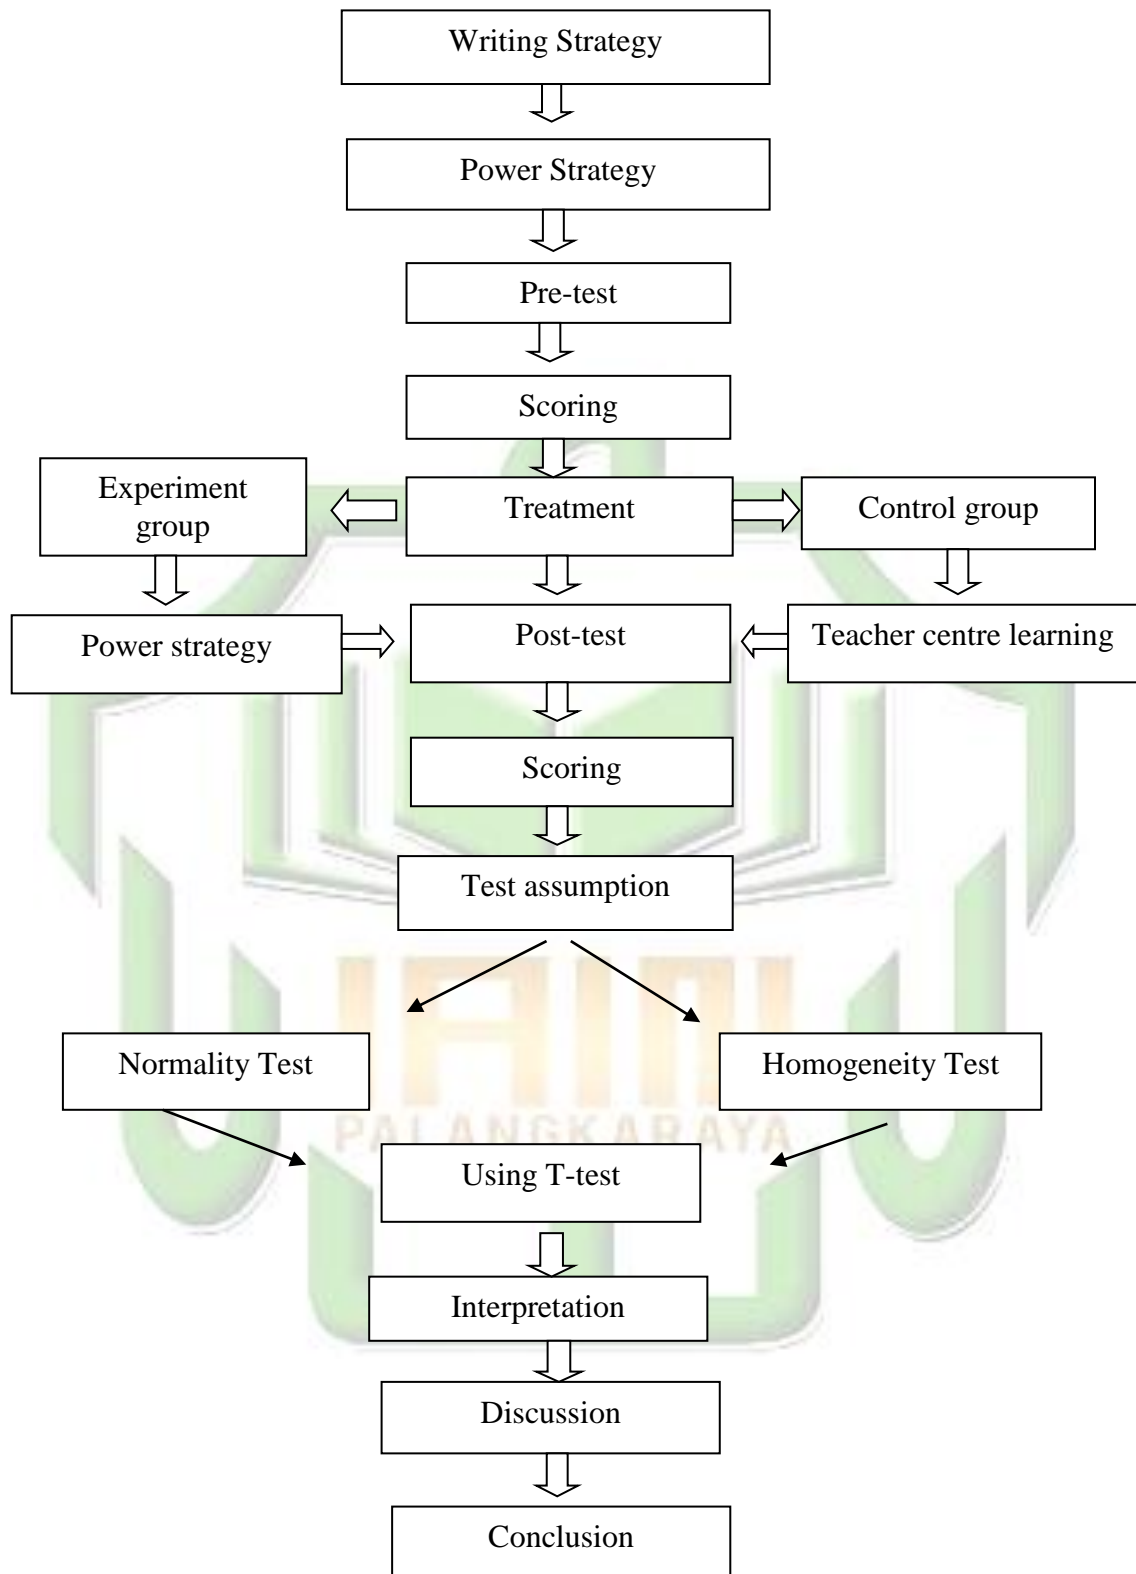 Writing Strategy
Power Strategy
Pre-test
Scoring
Experiment
group
Treatment
Control group
Power strategy
Post-test
Teacher centre learning
Scoring
Test assumption
IAIN
Normality Test
Homogeneity Test
PALANGKARAYA
Using T-test
Interpretation
Discussion
Conclusion